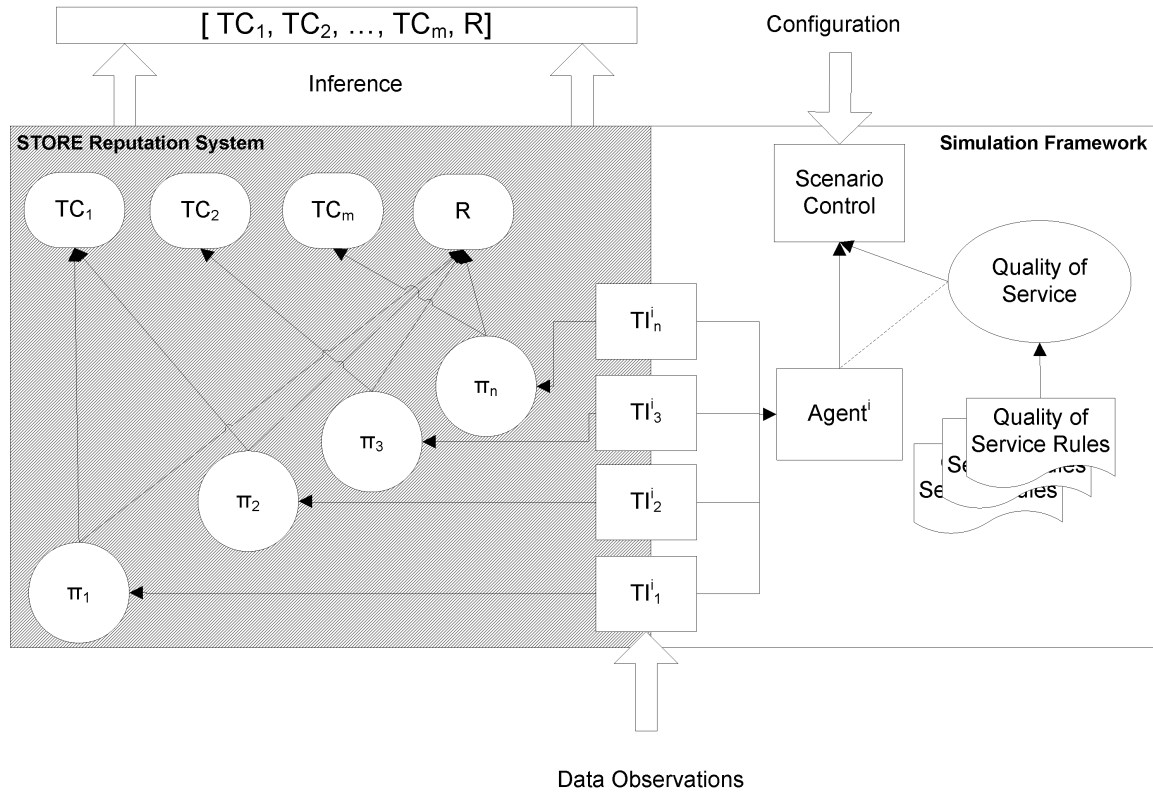 [ TC1, TC2, …, TCm, R]
Configuration
Inference
STORE Reputation System
Simulation Framework
TC1
TC2
TCm
R
Scenario
Control
Quality of
Service
TIin
πn
TIi3
π3
Agenti
Quality of
Service Rules
TIi2
π2
TIi1
π1
Data Observations